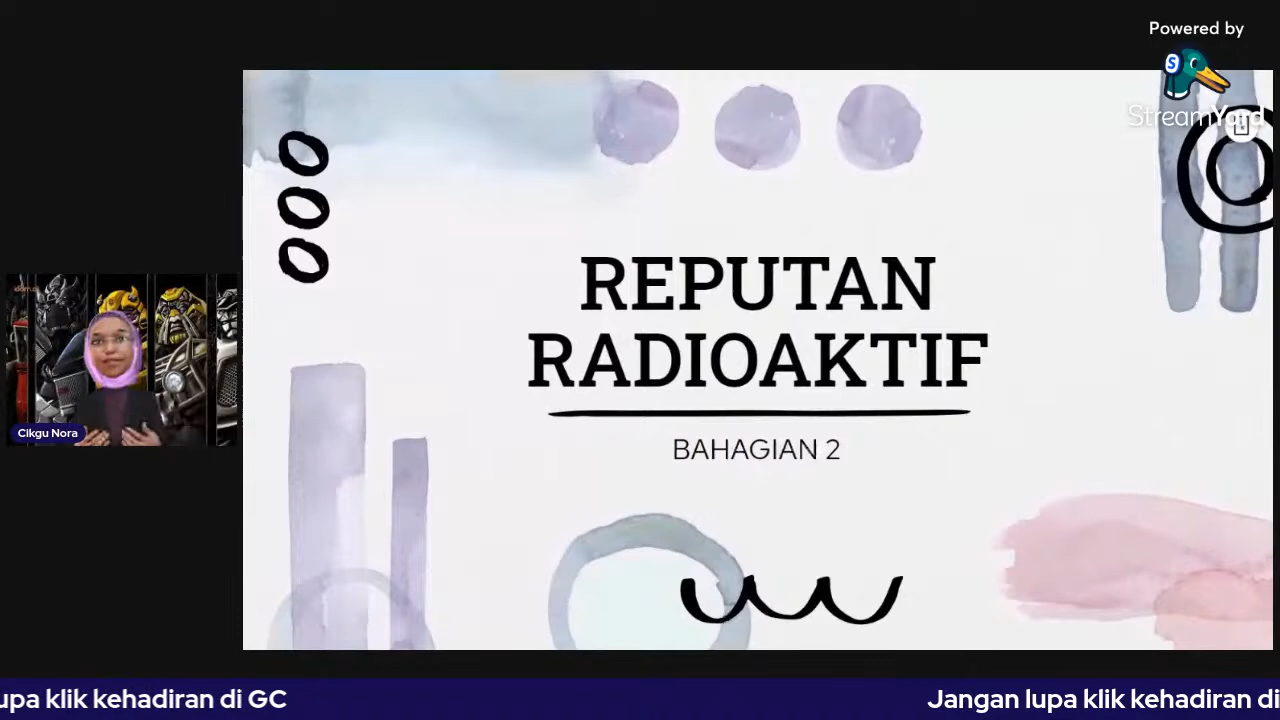 Powered by
StreamYard
REPUTAN
RADIOAKTIF
BAHAGIAN 2
Cikgu Nora
upa klik kehadiran di GC
Jangan lupa klik kehadiran di